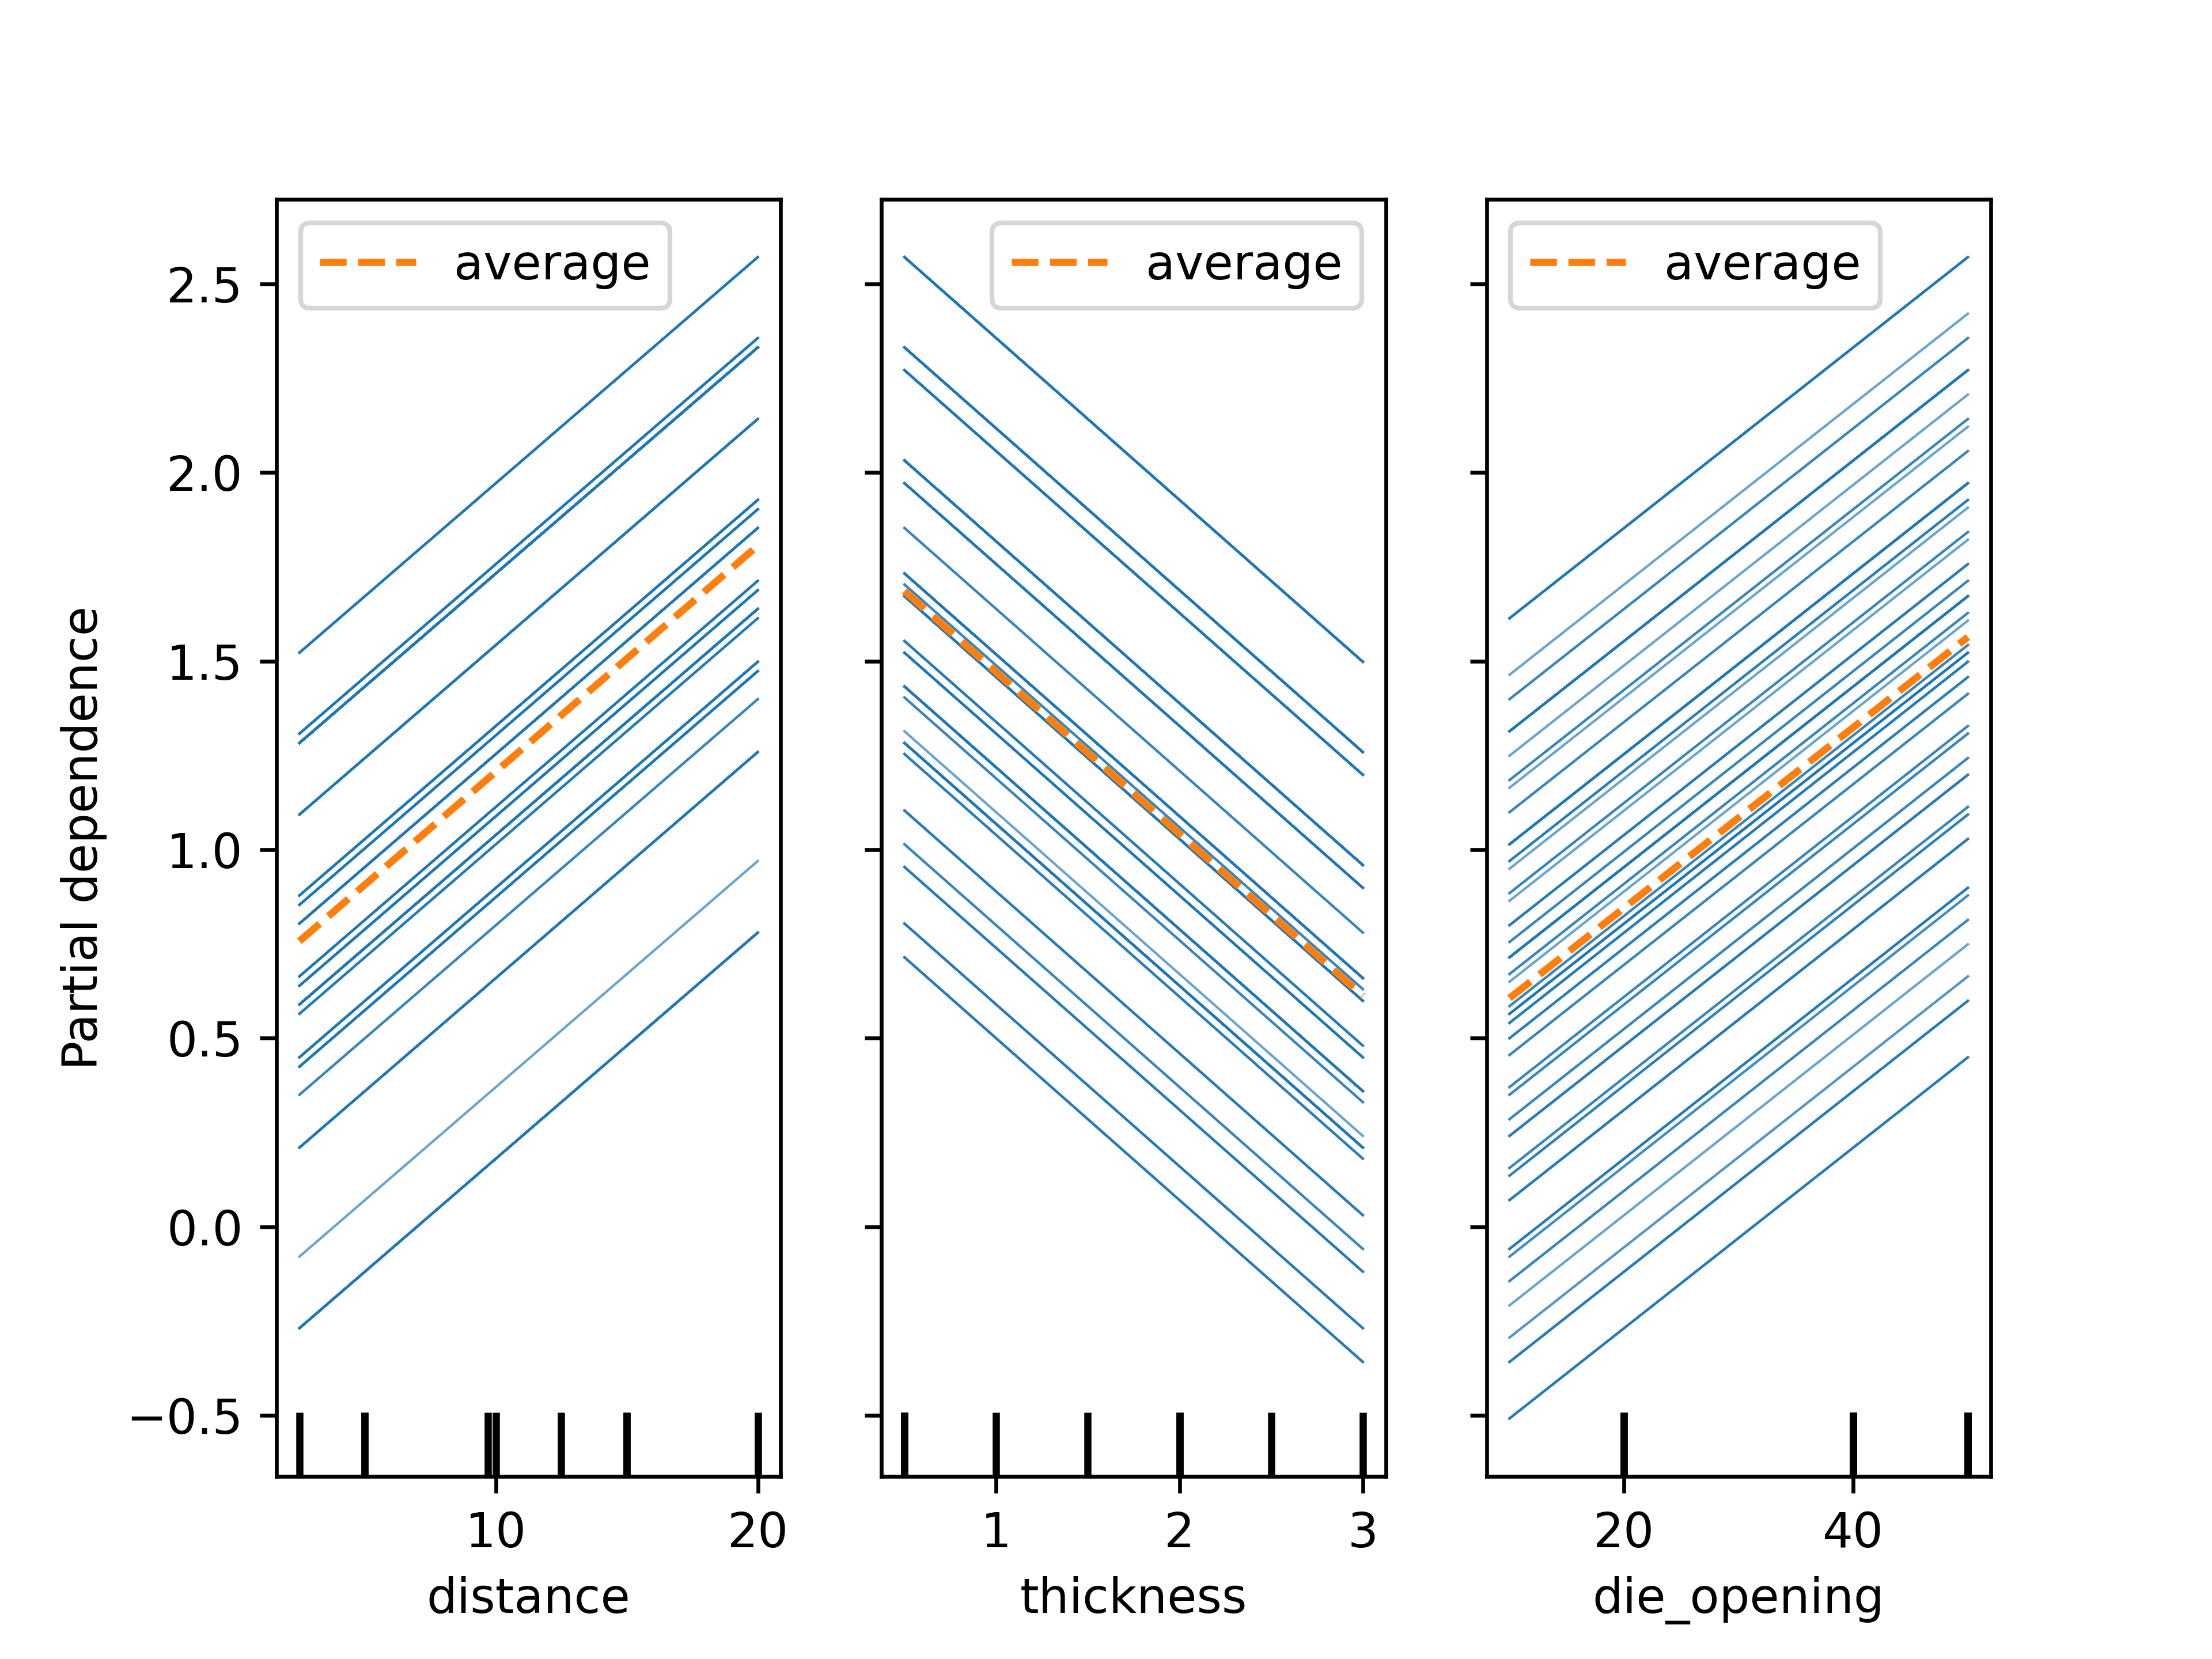 average
average
average
2.5
2.0
1.5
1.0
0.5
0.0
−0.5
Partial dependence
10 20
1 2 3
20 40
distance
thickness
die_opening